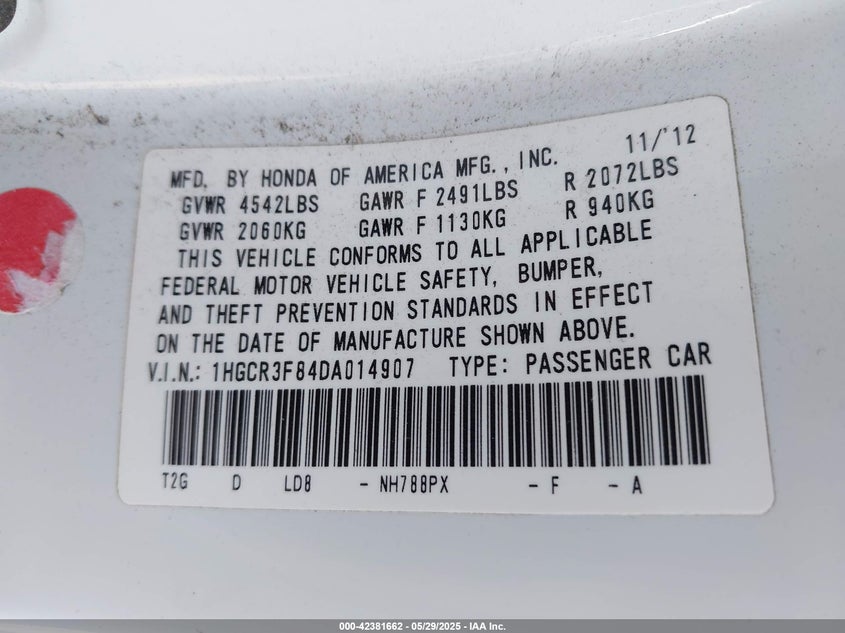 11/'12
MFD. BY HONDA OF AMERICA MFG., INC.
GVWR 4542LBS GAWR F 2491LBS R 2072LBS
GVWR 2060KG GAWR F 1130KG R 940KG
THIS VEHICLE CONFORMS TO ALL APPLICABLE
FEDERAL MOTOR VEHICLE SAFETY, BUMPER,
AND THEFT PREVENTION STANDARDS IN EFFECT
ON THE DATE OF MANUFACTURE SHOWN ABOVE.
V.I.N.: 1HGCR3F84DA014907 TYPE: PASSENGER CAR
T2G D LD8 - NH788PX - F - A
000-42381662 - 05/29/2025 - IAA Inc.